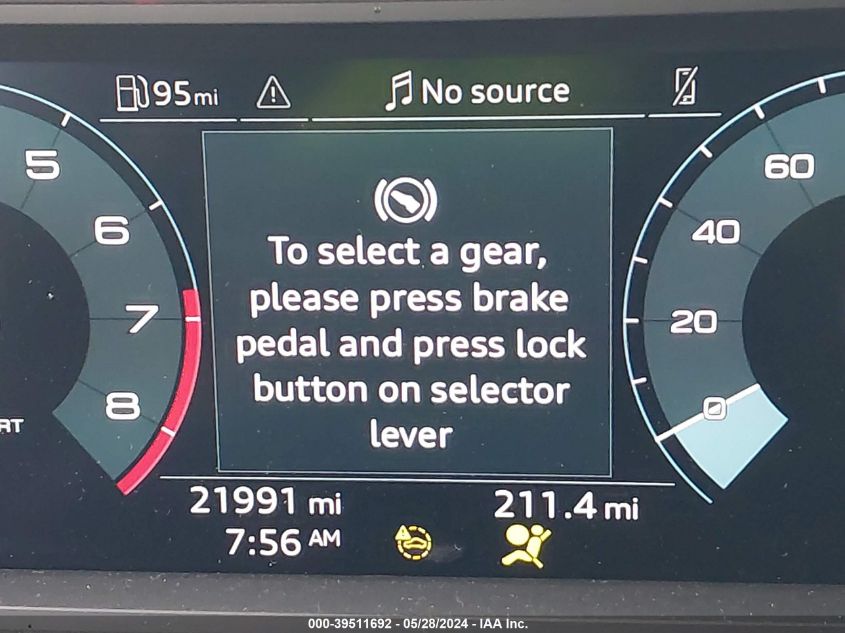 95 mi
No source
5
6
7
8
RT
60
40
20
0
To select a gear,
please press brake
pedal and press lock
button on selector
lever
21991 mi
211.4 mi
7:56 AM
000-39511692 - 05/28/2024 - IAA Inc.